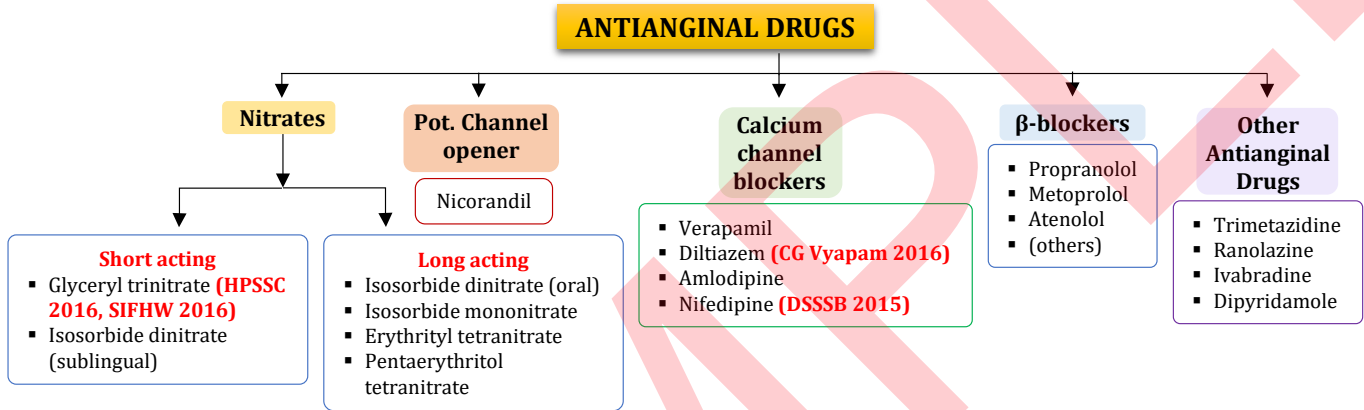 ANTIANGINAL DRUGS
Nitrates
Pot. Channel
opener
Calcium
channel
blockers
β-blockers
Other
Antianginal
Drugs
Nicorandil
Short acting
▪ Glyceryl trinitrate (HPSSC
2016, SIFHW 2016)
▪ Isosorbide dinitrate
(sublingual)
Long acting
▪ Isosorbide dinitrate (oral)
▪ Isosorbide mononitrate
▪ Erythrityl tetranitrate
▪ Pentaerythritol
tetranitrate
▪ Verapamil
▪ Diltiazem (CG Vyapam 2016)
▪ Amlodipine
▪ Nifedipine (DSSSB 2015)
▪ Propranolol
▪ Metoprolol
▪ Atenolol
▪ (others)
▪ Trimetazidine
▪ Ranolazine
▪ Ivabradine
▪ Dipyridamole